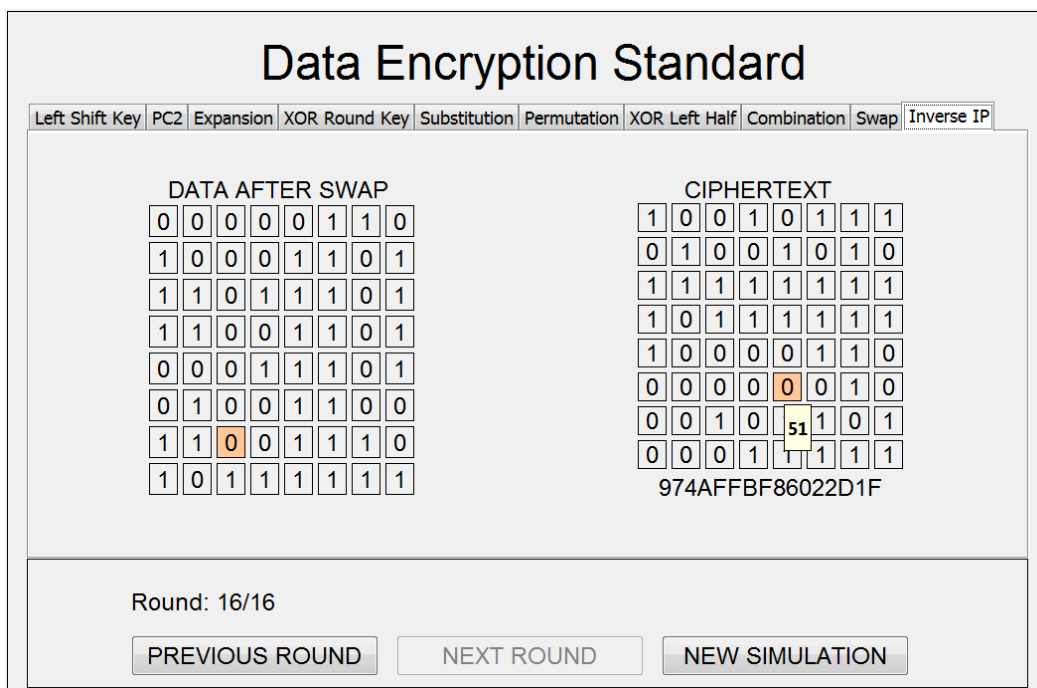 Data Encryption Standard
Left Shift Key PC2 Expansion XOR Round Key Substitution Permutation XOR Left Half Combination Swap Inverse IP
DATA AFTER SWAP
0 0 0 0 0 1 1 0
1 0 0 0 1 1 0 1
1 1 0 1 1 1 0 1
1 1 0 0 1 1 0 1
0 0 0 1 1 1 0 1
0 1 0 0 1 1 0 0
1 1 0 0 1 1 1 0
1 0 1 1 1 1 1 1
CIPHERTEXT
1 0 0 1 0 1 1 1
0 1 0 0 1 0 1 0
1 1 1 1 1 1 1 1
1 0 1 1 1 1 1 1
1 0 0 0 0 1 1 0
0 0 0 0 0 0 1 0
0 0 1 0 1 0 1
51
0 0 0 1 1 1 1 1
974AFFBF86022D1F
Round: 16/16
PREVIOUS ROUND NEXT ROUND NEW SIMULATION